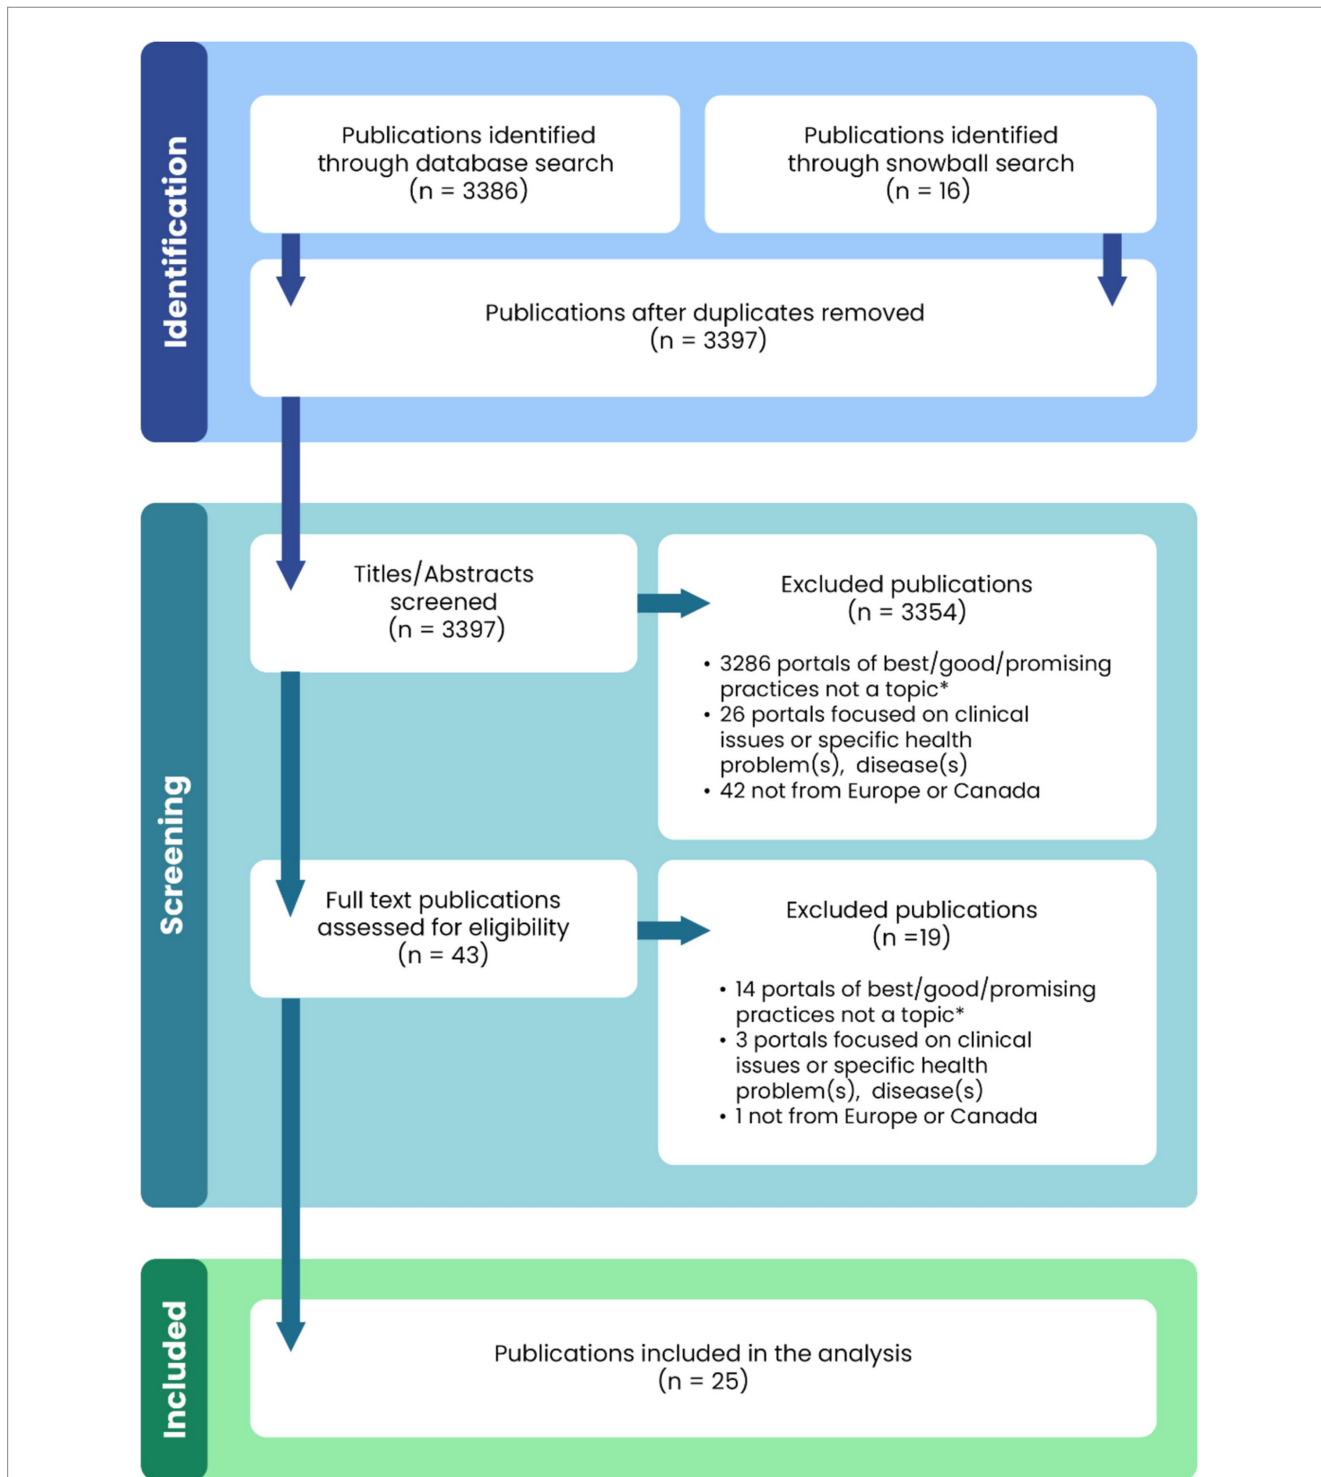 Identification
Publications identified
through database search
(n = 3386)
Publications identified
through snowball search
(n = 16)
Publications after duplicates removed
(n = 3397)
Screening
Titles/Abstracts
screened
(n = 3397)
Excluded publications
(n = 3354)
• 3286 portals of best/good/promising
practices not a topic*
• 26 portals focused on clinical
issues or specific health
problem(s), disease(s)
• 42 not from Europe or Canada
Full text publications
assessed for eligibility
(n = 43)
Excluded publications
(n =19)
• 14 portals of best/good/promising
practices not a topic*
• 3 portals focused on clinical
issues or specific health
problem(s), disease(s)
• 1 not from Europe or Canada
Included
Publications included in the analysis
(n = 25)